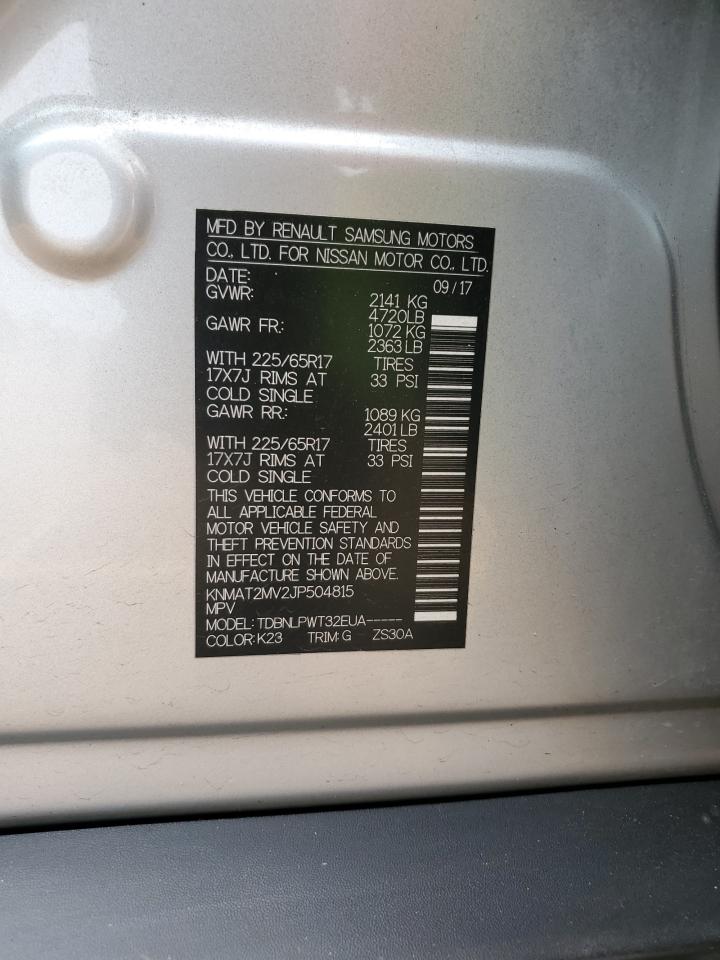 MFD BY RENAULT SAMSUNG MOTORS
CO., LTD. FOR NISSAN MOTOR CO., LTD.
DATE: 09/17
GVWR: 2141 KG
4720LB
GAWR FR.: 1072 KG
2363LB
WITH 225/65R17 TIRES
17X7J RIMS AT 33 PSI
COLD SINGLE
GAWR RR.: 1089 KG
2401LB
WITH 225/65R17 TIRES
17X7J RIMS AT 33 PSI
COLD SINGLE
THIS VEHICLE CONFORMS TO
ALL APPLICABLE FEDERAL
MOTOR VEHICLE SAFETY AND
THEFT PREVENTION STANDARDS
IN EFFECT ON THE DATE OF
MANUFACTURE SHOWN ABOVE.
KNMAT2MV2JP504815
MPV
MODEL: TDBNLPWT32EUA-----
COLOR: K23 TRIM: G ZS30A